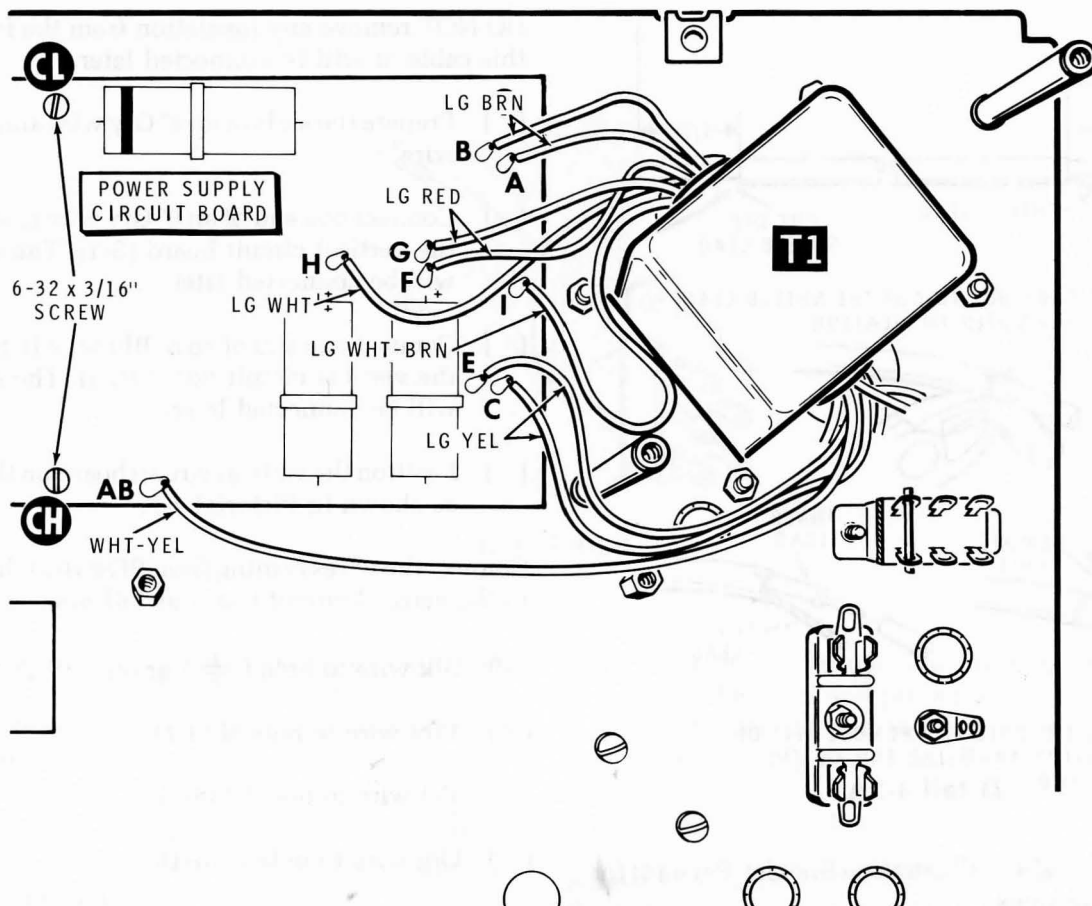 CL
LG BRN
B
A
POWER SUPPLY
CIRCUIT BOARD
LG RED
G
F
T1
H
6-32 x 3/16"
SCREW
LG WHT
+
+
I
LG WHT-BRN
E
C
LG YEL
AB
CH
WHT-YEL